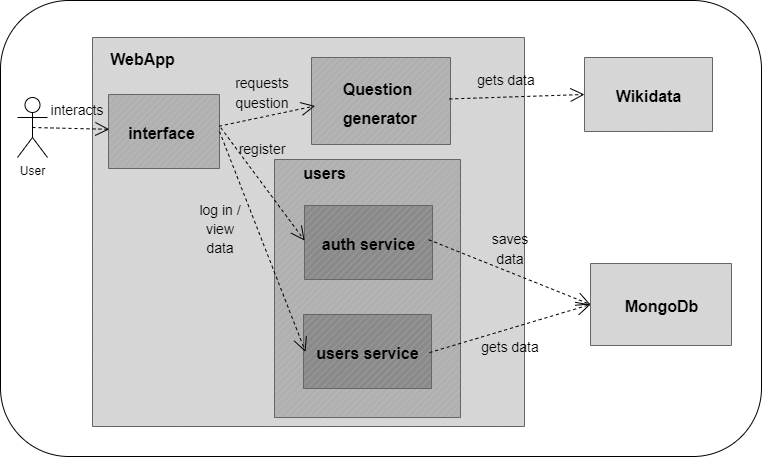 WebApp
requests
question
Question
generator
gets data
Wikidata
interacts
interface
User
register
users
log in /
view
data
auth service
saves
data
MongoDb
users service
gets data